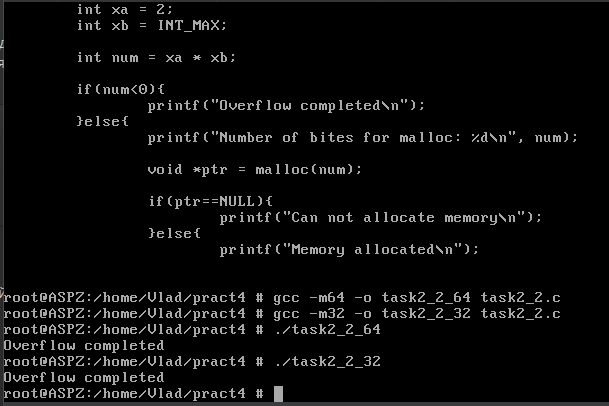 int xa = 2;
int xb = INT_MAX;
int num = xa * xb;
if(num<0){
printf("Overflow completed\n");
}else{
printf("Number of bites for malloc: %d\n", num);
void *ptr = malloc(num);
if(ptr==NULL){
printf("Can not allocate memory\n");
}else{
printf("Memory allocated\n");
root@ASPZ:/home/Vlad/pract4 # gcc -m64 -o task2_2_64 task2_2.c
root@ASPZ:/home/Vlad/pract4 # gcc -m32 -o task2_2_32 task2_2.c
root@ASPZ:/home/Vlad/pract4 # ./task2_2_64
Overflow completed
root@ASPZ:/home/Vlad/pract4 # ./task2_2_32
Overflow completed
root@ASPZ:/home/Vlad/pract4 #